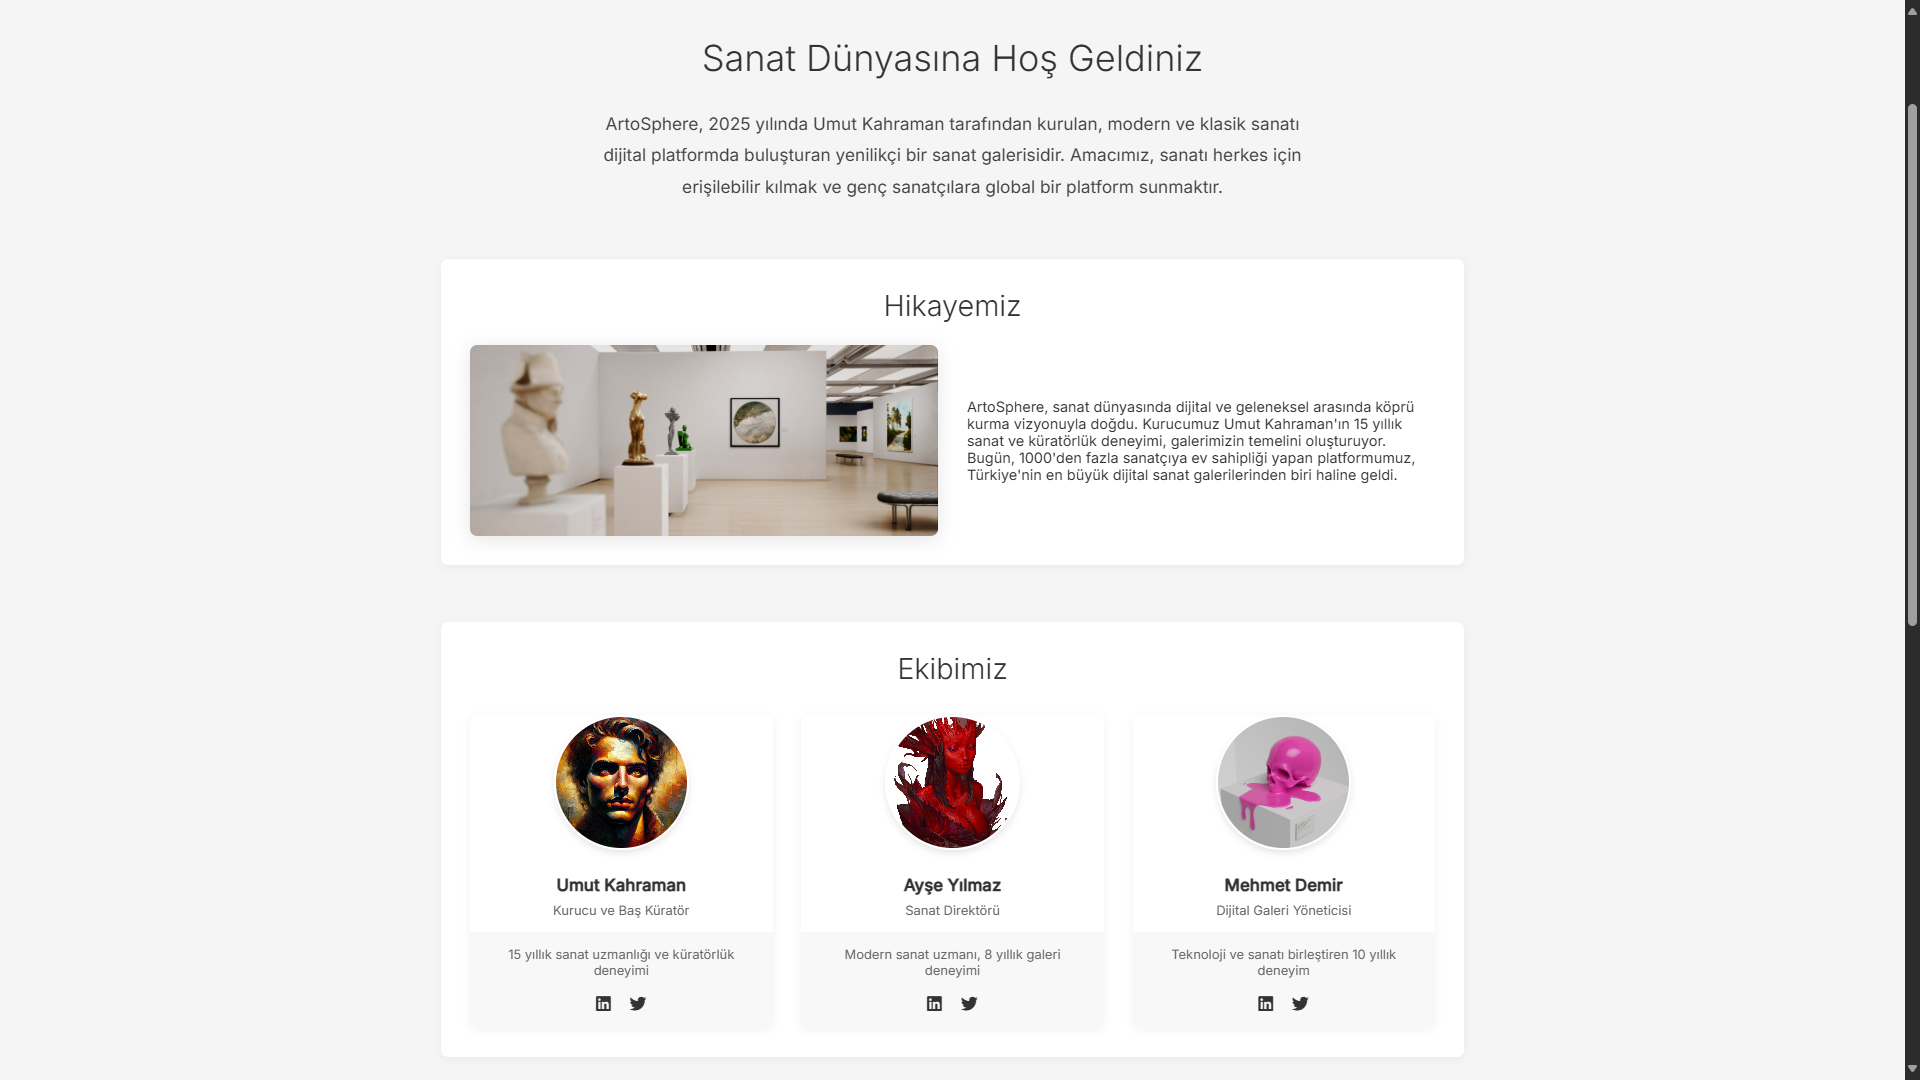 Sanat Dünyasına Hoş Geldiniz
ArtoSphere, 2025 yılında Umut Kahraman tarafından kurulan, modern ve klasik sanatı
dijital platformda buluşturan yenilikçi bir sanat galerisidir. Amacımız, sanatı herkes için
erişilebilir kılmak ve genç sanatçılara global bir platform sunmaktır.
Hikayemiz
ArtoSphere, sanat dünyasında dijital ve geleneksel arasında köprü
kurma vizyonuyla doğdu. Kurucumuz Umut Kahraman'ın 15 yıllık
sanat ve küratörlük deneyimi, galerimizin temelini oluşturuyor.
Bugün, 1000'den fazla sanatçıya ev sahipliği yapan platformumuz,
Türkiye'nin en büyük dijital sanat galerilerinden biri haline geldi.
Ekibimiz
Umut Kahraman
Kurucu ve Baş Küratör
15 yıllık sanat uzmanlığı ve küratörlük
deneyimi
Ayşe Yılmaz
Sanat Direktörü
Modern sanat uzmanı, 8 yıllık galeri
deneyimi
Mehmet Demir
Dijital Galeri Yöneticisi
Teknoloji ve sanatı birleştiren 10 yıllık
deneyim